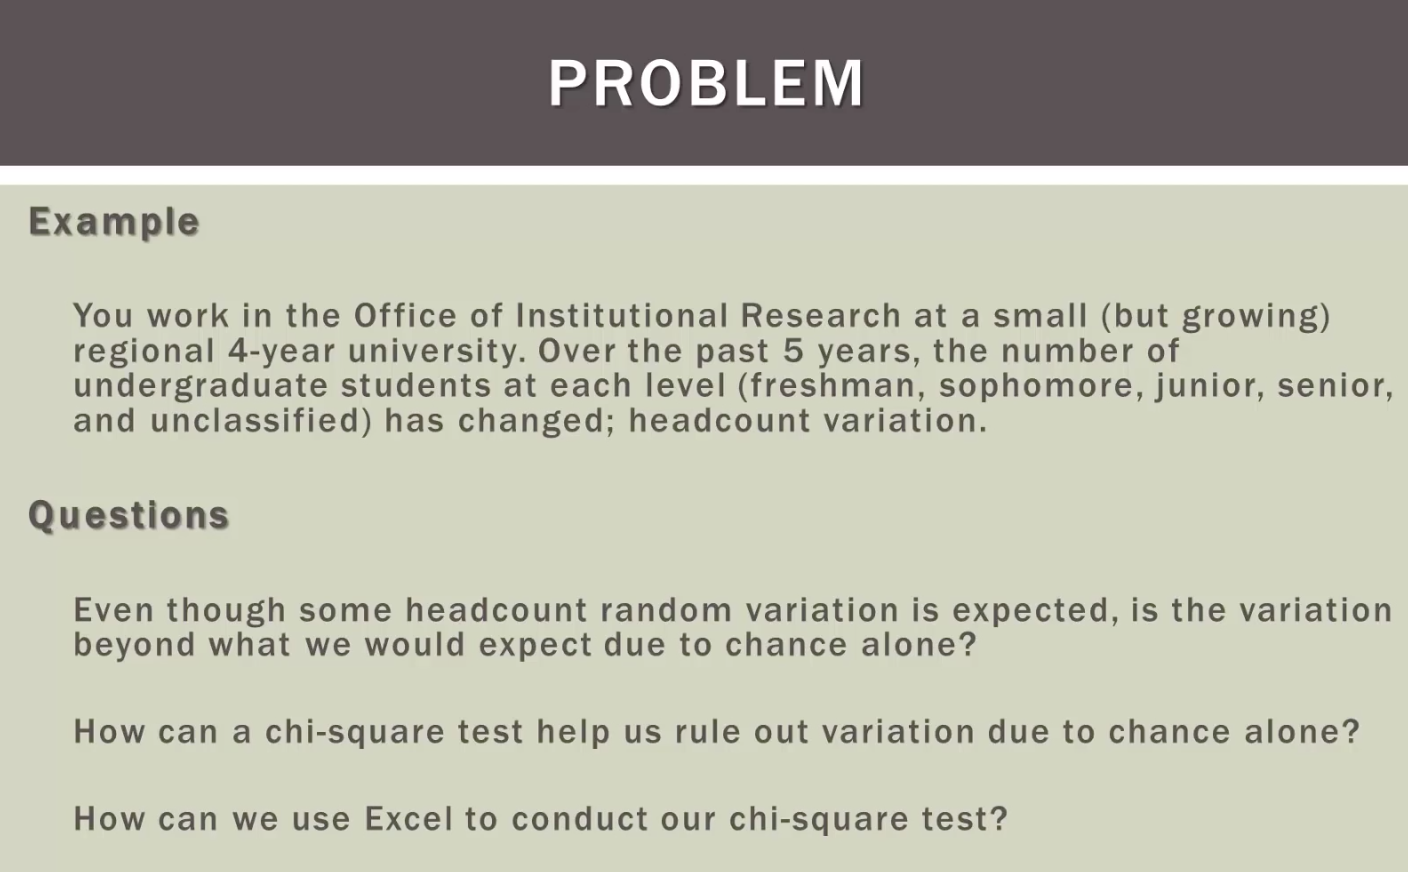 PROBLEM
Example
You work in the Office of Institutional Research at a small (but growing)
regional 4-year university. Over the past 5 years, the number of
undergraduate students at each level (freshman, sophomore, junior, senior,
and unclassified) has changed; headcount variation.
Questions
Even though some headcount random variation is expected, is the variation
beyond what we would expect due to chance alone?
How can a chi-square test help us rule out variation due to chance alone?
How can we use Excel to conduct our chi-square test?